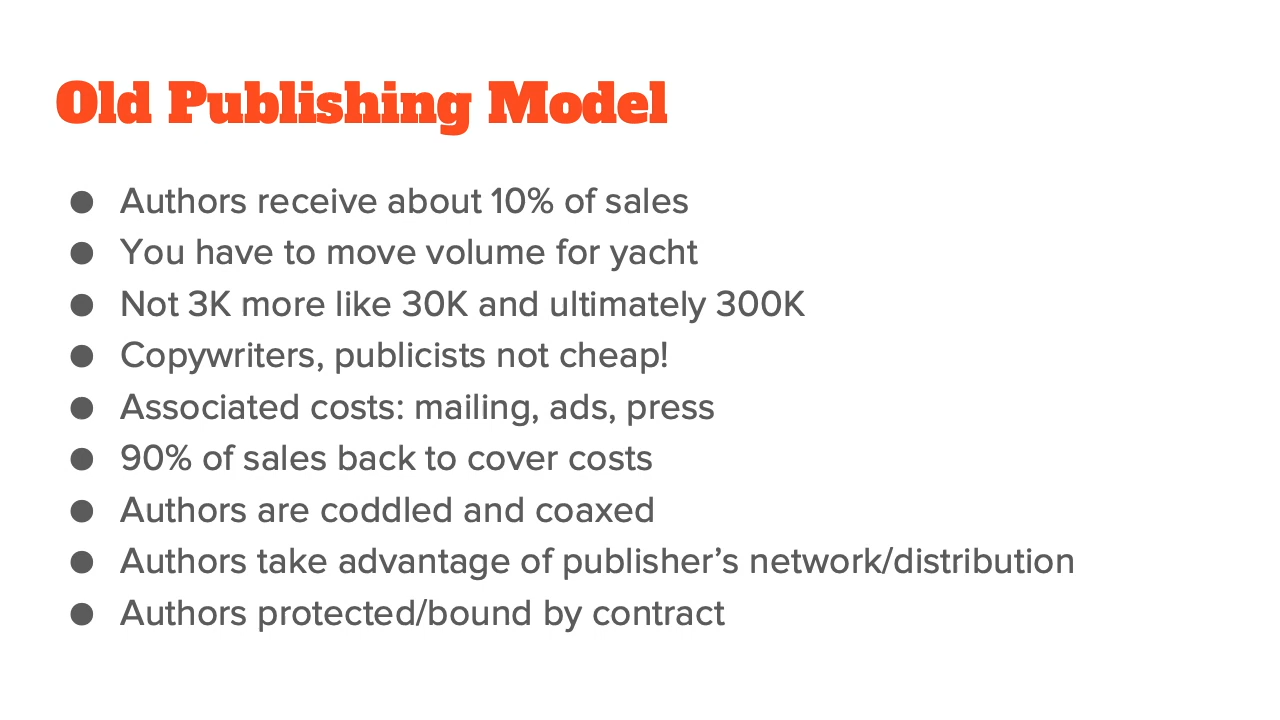 Old Publishing Model
● Authors receive about 10% of sales
● You have to move volume for yacht
● Not 3K more like 30K and ultimately 300K
● Copywriters, publicists not cheap!
● Associated costs: mailing, ads, press
● 90% of sales back to cover costs
● Authors are coddled and coaxed
● Authors take advantage of publisher’s network/distribution
● Authors protected/bound by contract